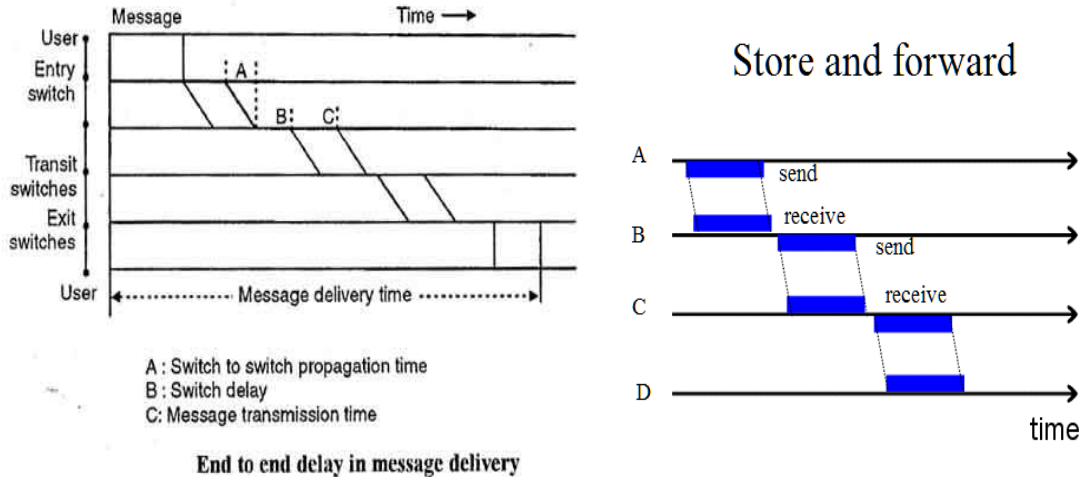 Message
Time
User
Entry
switch
A
B
C
Transit
switches
Exit
switches
User
Message delivery time
A : Switch to switch propagation time
B : Switch delay
C: Message transmission time
End to end delay in message delivery
Store and forward
A
send
receive
B
send
receive
C
D
time